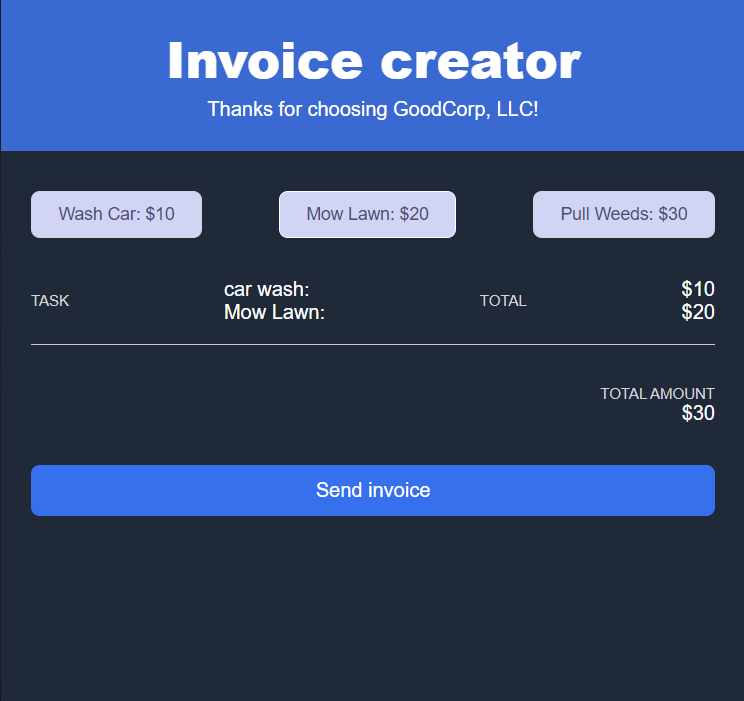 Invoice creator
Thanks for choosing GoodCorp, LLC!
Wash Car: $10 Mow Lawn: $20 Pull Weeds: $30
TASK car wash: TOTAL $10
Mow Lawn: $20
TOTAL AMOUNT
$30
Send invoice